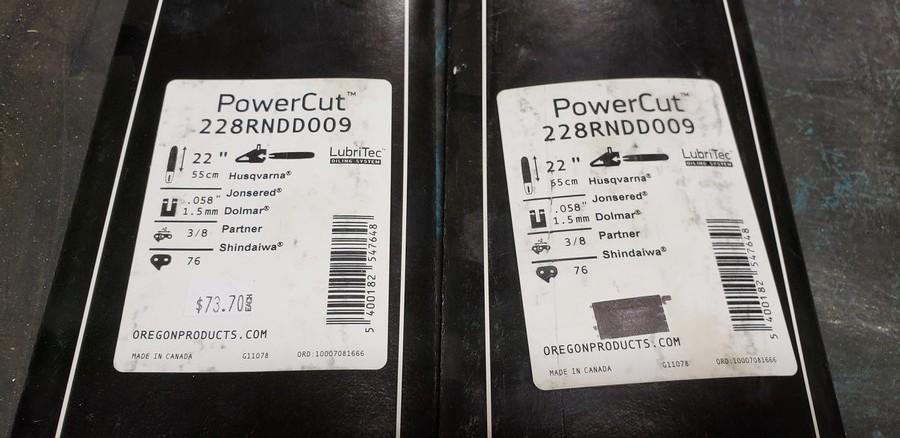 PowerCut™
228RNDD009
22 "
55cm
LubriTec™
OILING SYSTEM
Husqvarna®
Jonsered®
.058"
1.5mm
Dolmar®
3/8
Partner
Shindaiwa®
76
$73.70
EACH
5 400182 547648
OREGONPRODUCTS.COM
MADE IN CANADA G11078 ORD:10007081666
PowerCut™
228RNDD009
22 "
55cm
LubriTec™
OILING SYSTEM
Husqvarna®
Jonsered®
.058"
1.5mm
Dolmar®
3/8
Partner
Shindaiwa®
76
5 400182 547648
OREGONPRODUCTS.COM
MADE IN CANADA G11078 ORD:10007081666